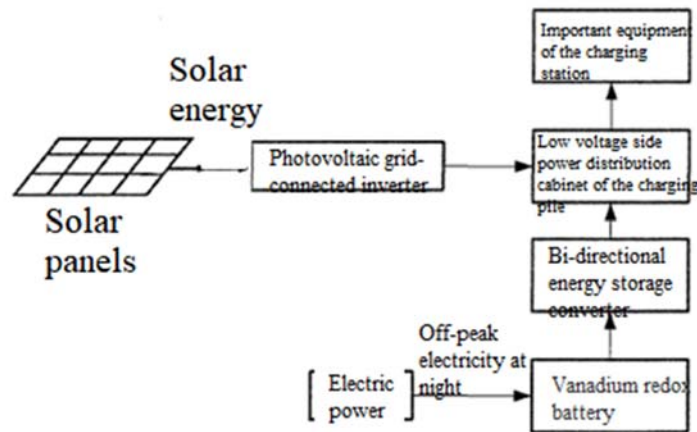 Important equipment
of the charging
station
Solar
energy
Photovoltaic grid-
connected inverter
Low voltage side
power distribution
cabinet of the charging
pile
Solar
panels
Bi-directional
energy storage
converter
Off-peak
electricity at
night
Electric
power
Vanadium redox
battery